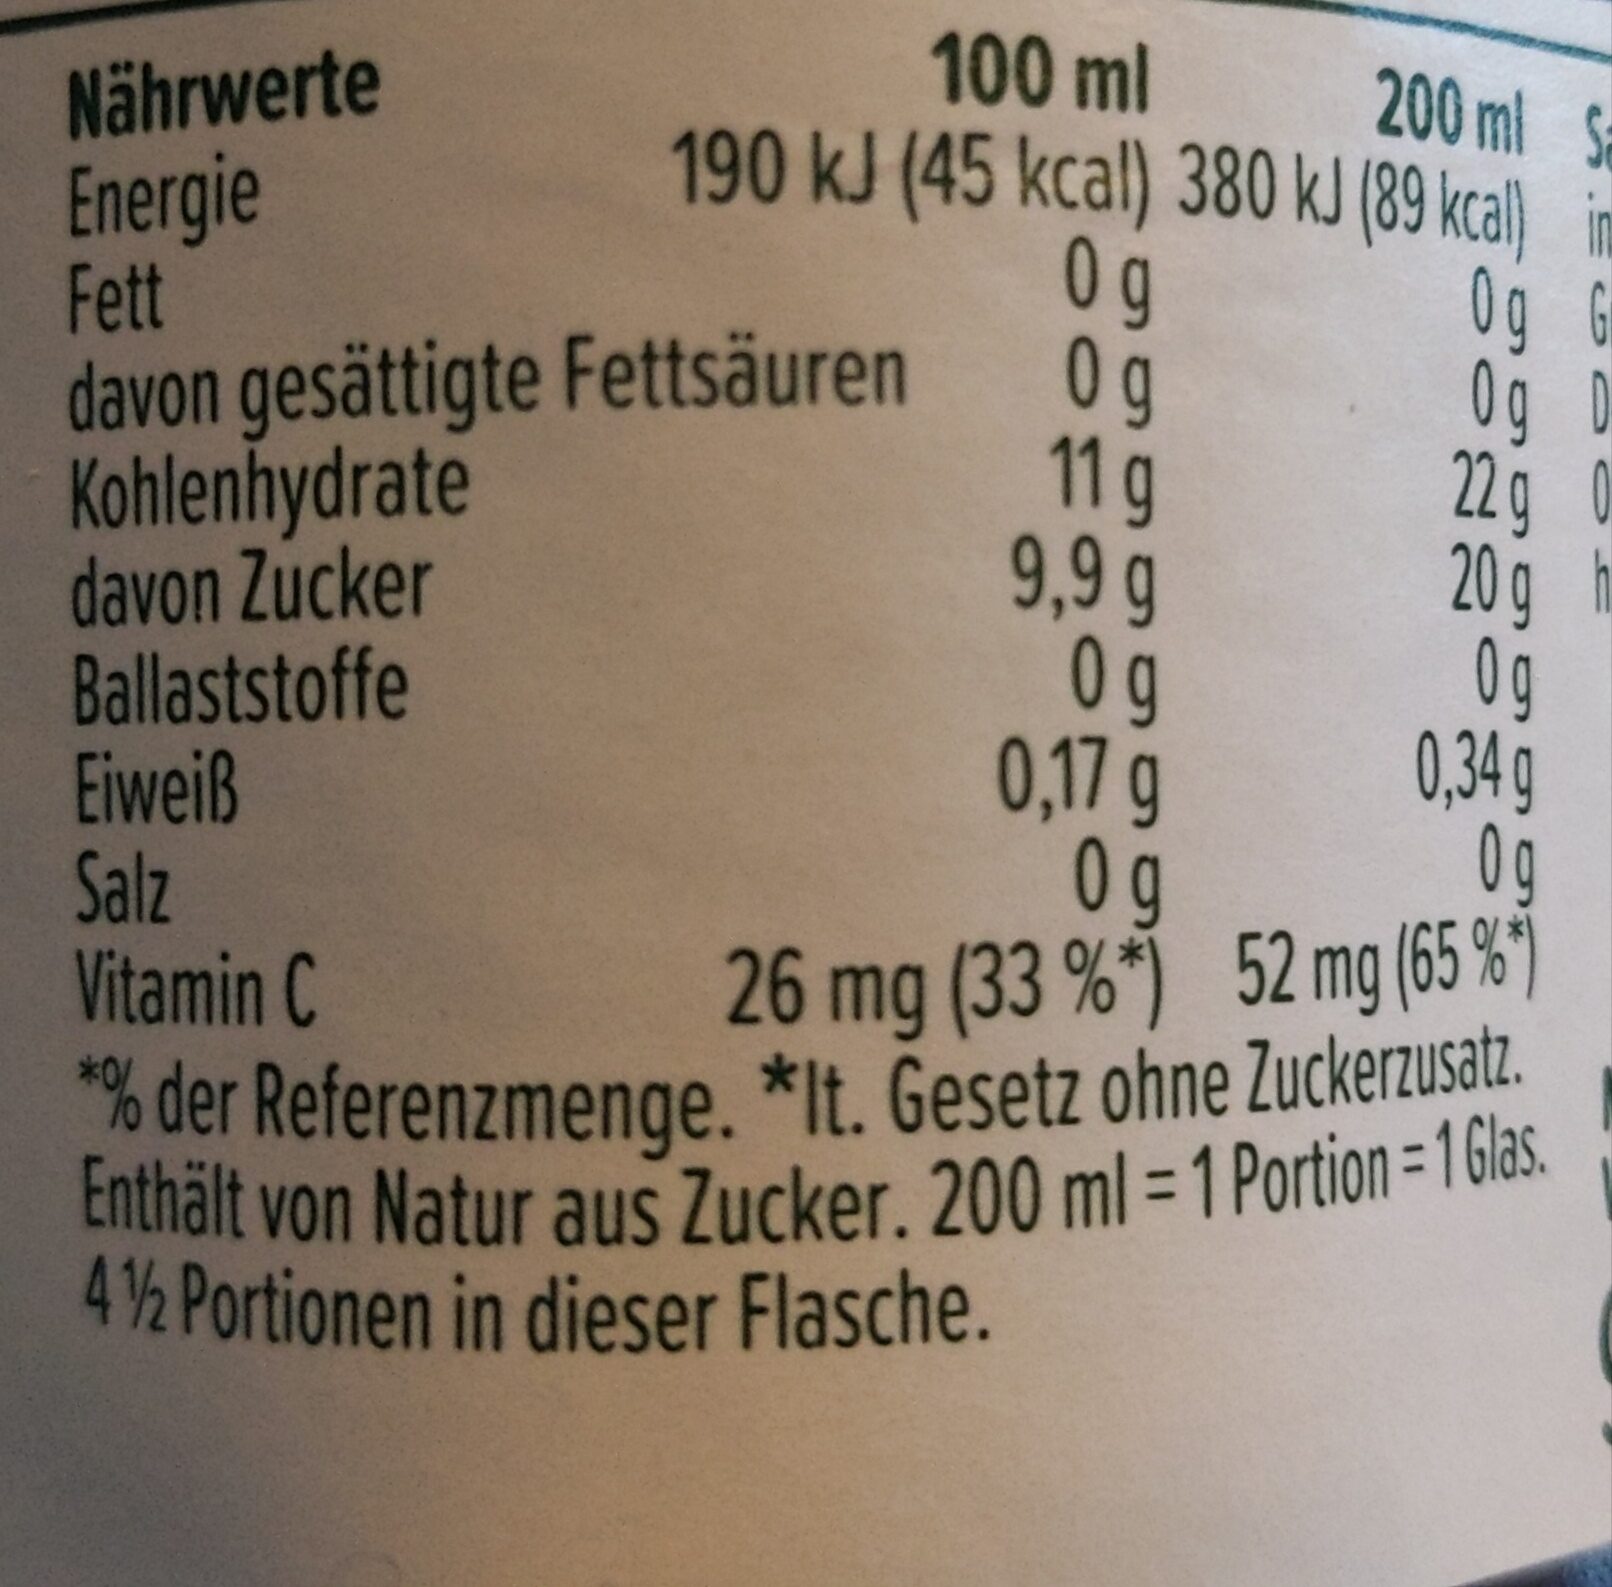 Nährwerte 100 ml 200 ml
Energie 190 kJ (45 kcal) 380 kJ (89 kcal)
Fett 0 g 0 g
davon gesättigte Fettsäuren 0 g 0 g
Kohlenhydrate 11 g 22 g
davon Zucker 9,9 g 20 g
Ballaststoffe 0 g 0 g
Eiweiß 0,17 g 0,34 g
Salz 0 g 0 g
Vitamin C 26 mg (33 %*) 52 mg (65 %*)
*% der Referenzmenge. *lt. Gesetz ohne Zuckerzusatz.
Enthält von Natur aus Zucker. 200 ml = 1 Portion = 1 Glas.
4 ½ Portionen in dieser Flasche.